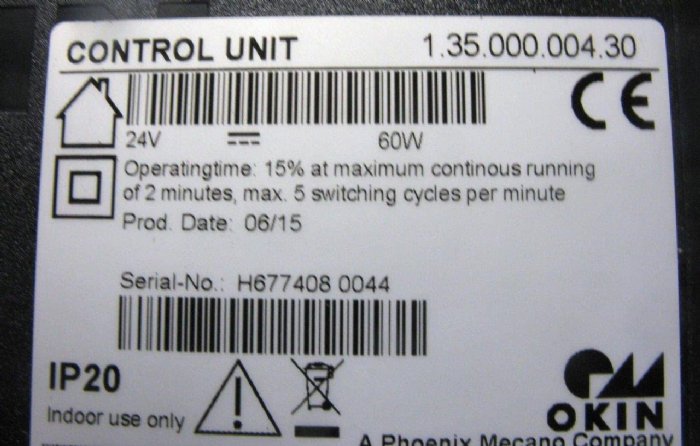 CONTROL UNIT 1.35.000.004.30
CE
24V 60W
Operatingtime: 15% at maximum continous running
of 2 minutes, max. 5 switching cycles per minute
Prod. Date: 06/15
Serial-No.: H677408 0044
IP20
Indoor use only
OKIN
A Phoenix Mecano Company